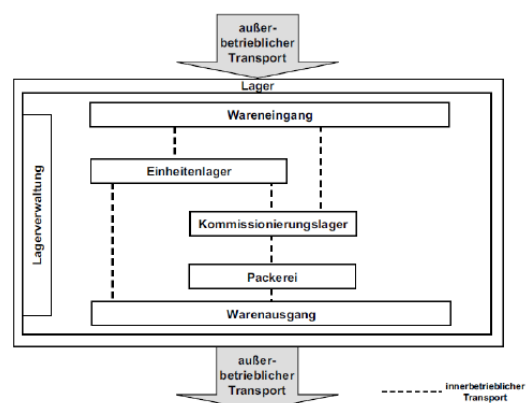 außer-
betrieblicher
Transport
Lager
Wareneingang
Einheitenlager
Lagerverwaltung
Kommissionierungslager
Packerei
Warenausgang
außer-
betrieblicher
Transport
innerbetrieblicher
Transport